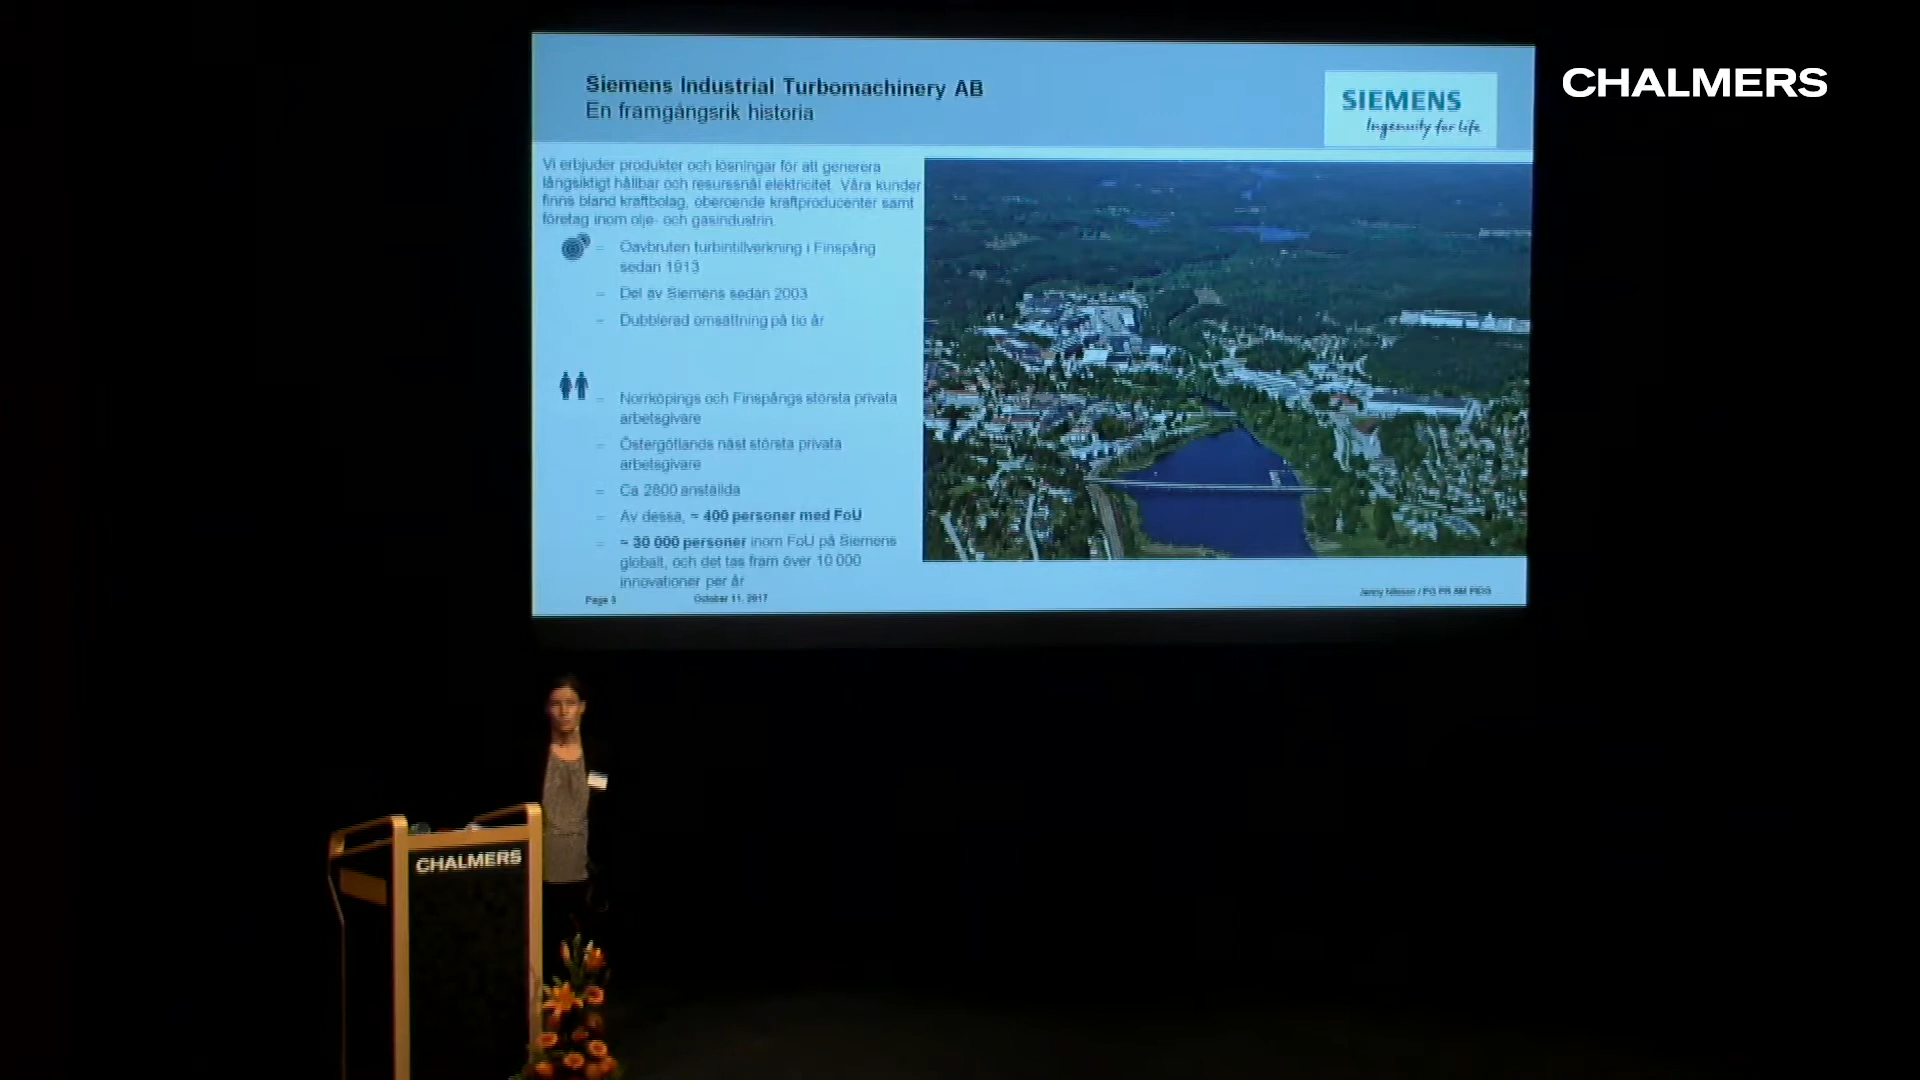 Siemens Industrial Turbomachinery AB
En framgångsrik historia
SIEMENS
Ingenuity for life
CHALMERS
Vi erbjuder produkter och lösningar för att generera
långsiktigt hållbar och resurssnål elektricitet. Våra kunder
finns bland kraftbolag, oberoende kraftproducenter samt
företag inom olje- och gasindustrin.
– Oavbruten turbintillverkning i Finspång
sedan 1913
– Del av Siemens sedan 2003
– Dubblerad omsättning på tio år
– Norrköpings och Finspångs största privata
arbetsgivare
– Östergötlands näst största privata
arbetsgivare
– Ca 2800 anställda
– Av dessa, ≈ 400 personer med FoU
– ≈ 30 000 personer inom FoU på Siemens
globalt, och det tas fram över 10 000
innovationer per år
Page 3
October 11, 2017
Jenny Nilsson / PG PR
CHALMERS